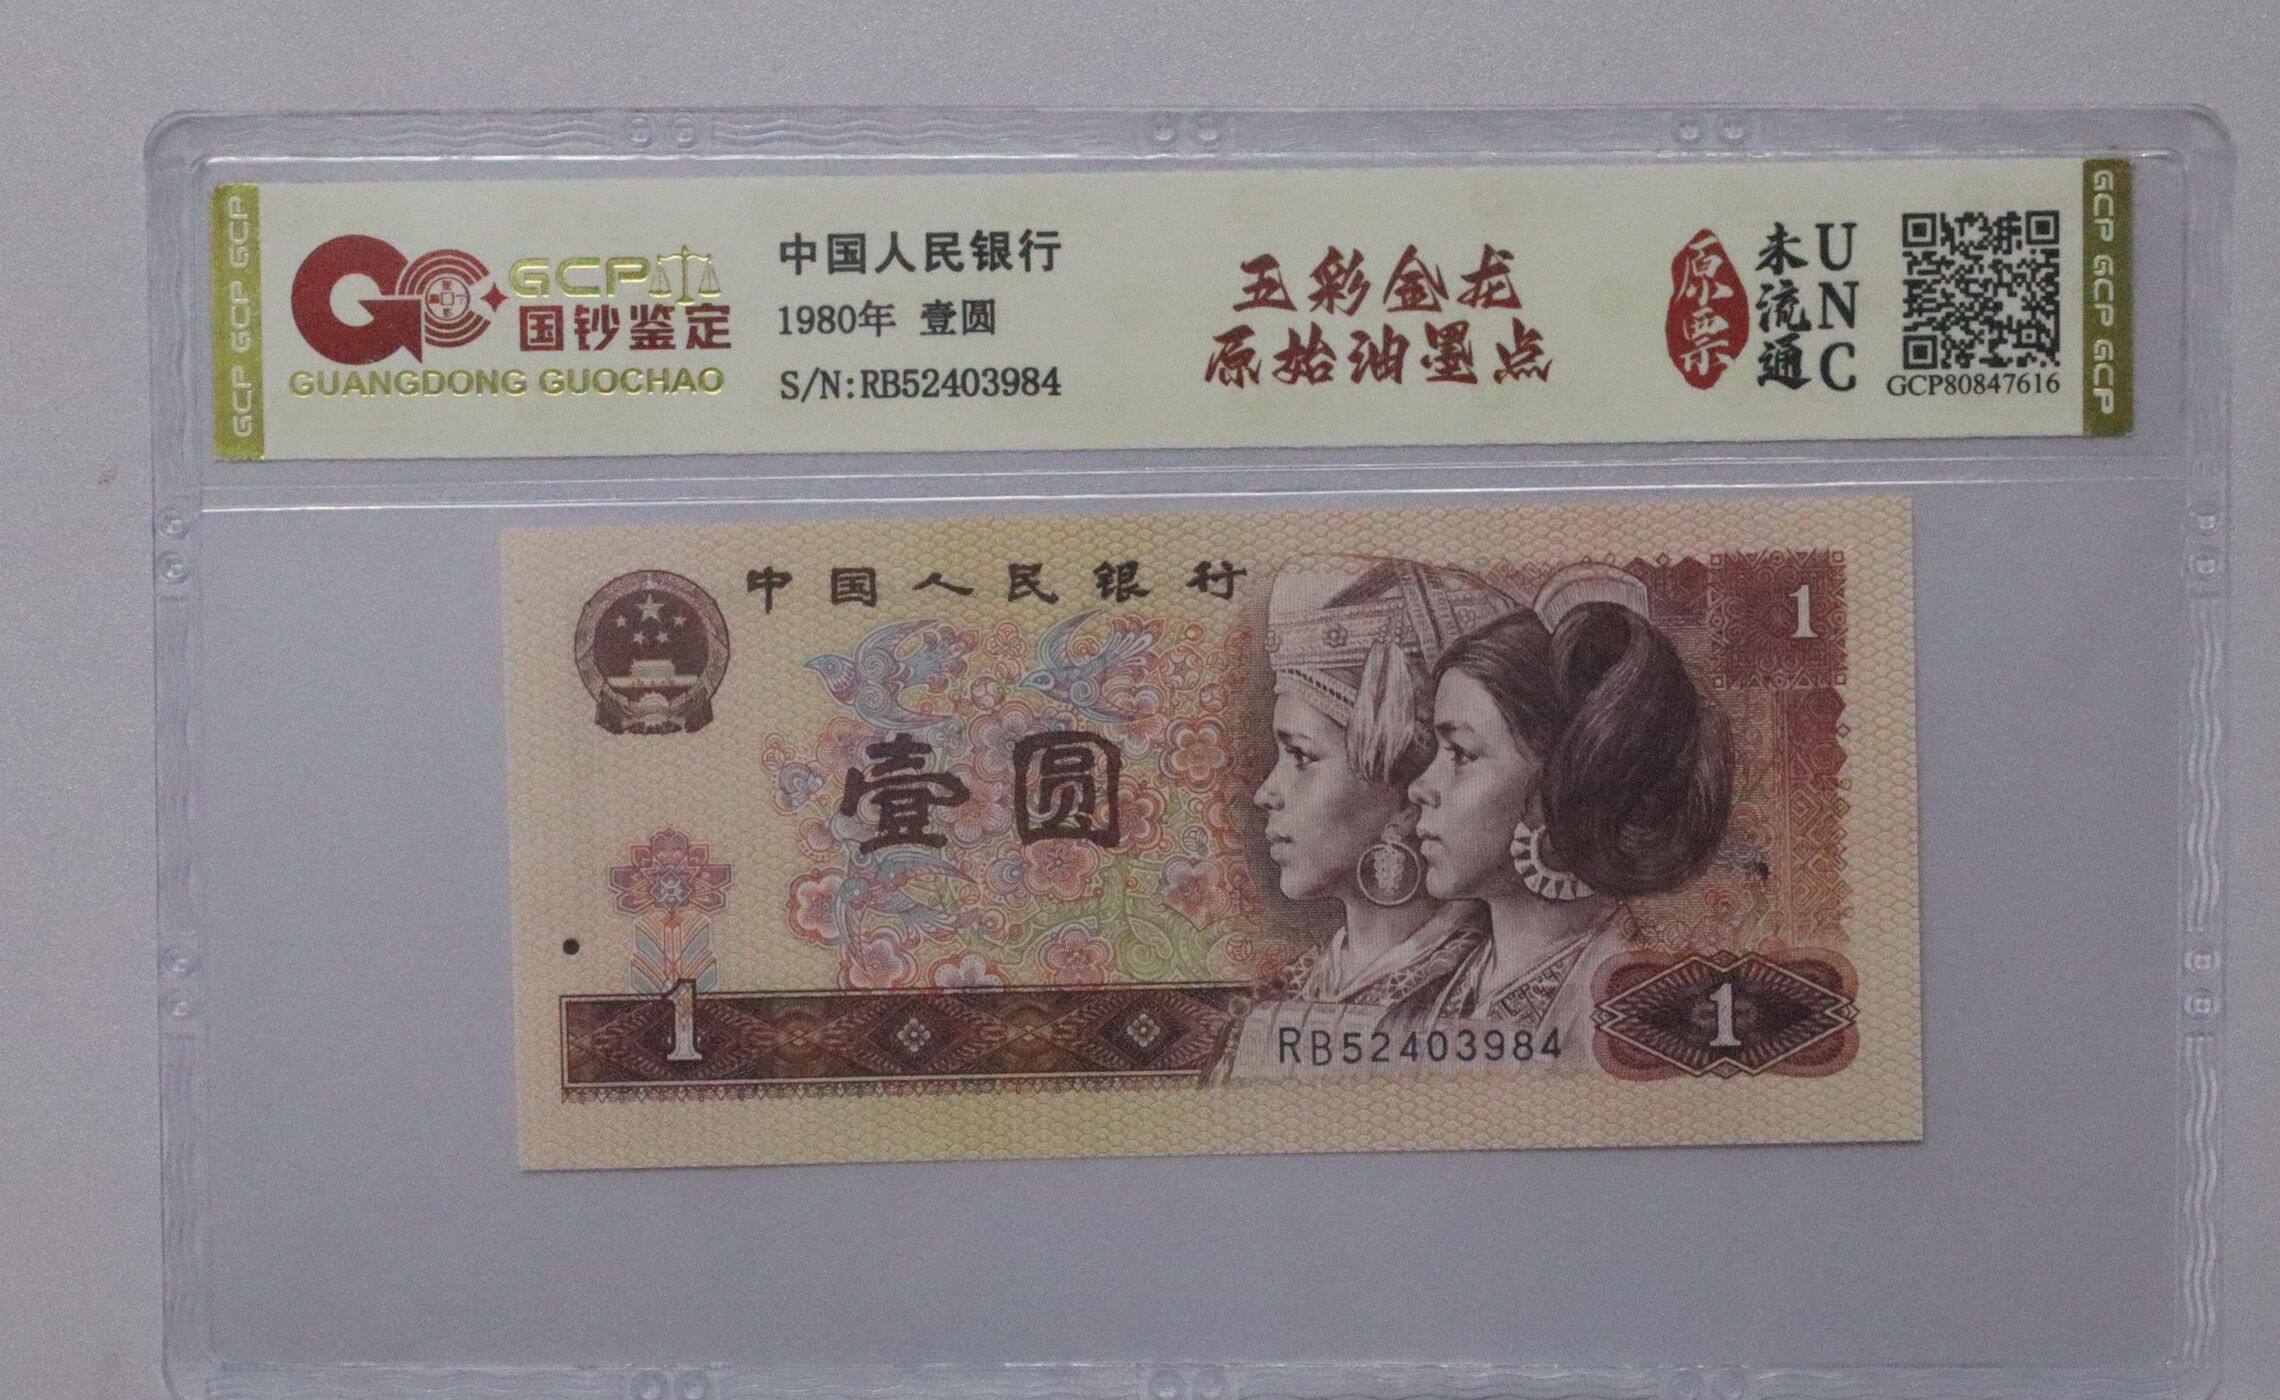 GCP GCP GCP
GCP
国钞鉴定
GUANGDONG GUOCHAO
中国人民银行
1980年 壹圆
S/N:RB52403984
五彩金龙
原始油墨点
原票
未流通
UNC
GCP80847616
GCP GCP GCP
中国人民银行
1
壹圆
1
RB52403984
1